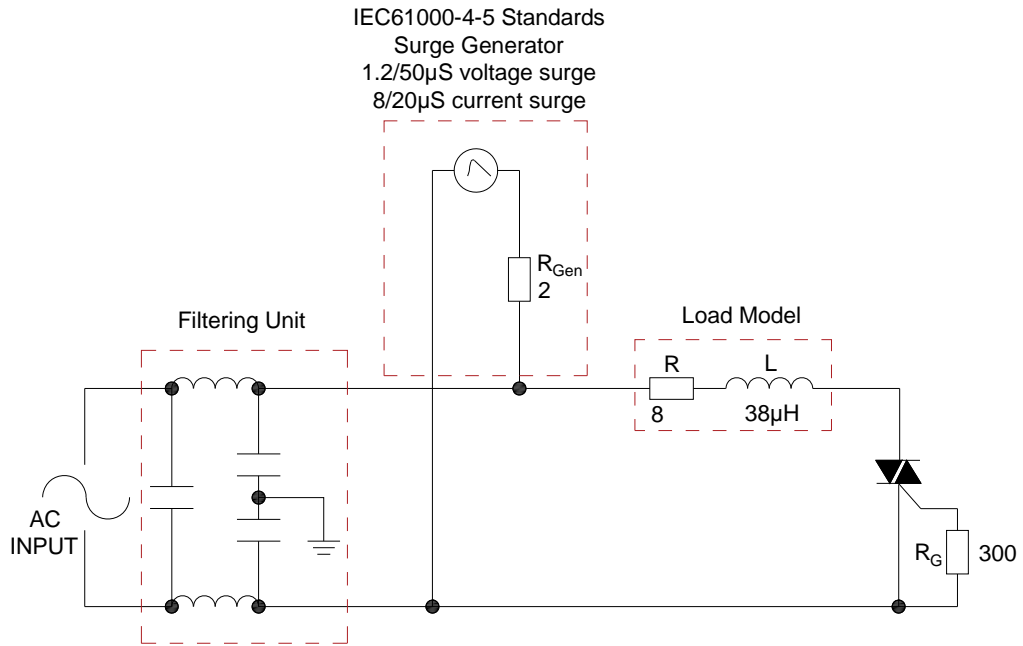 IEC61000-4-5 Standards
Surge Generator
1.2/50µS voltage surge
8/20µS current surge
R_Gen
2
Filtering Unit
Load Model
R
L
8
38µH
AC
INPUT
R_G
300